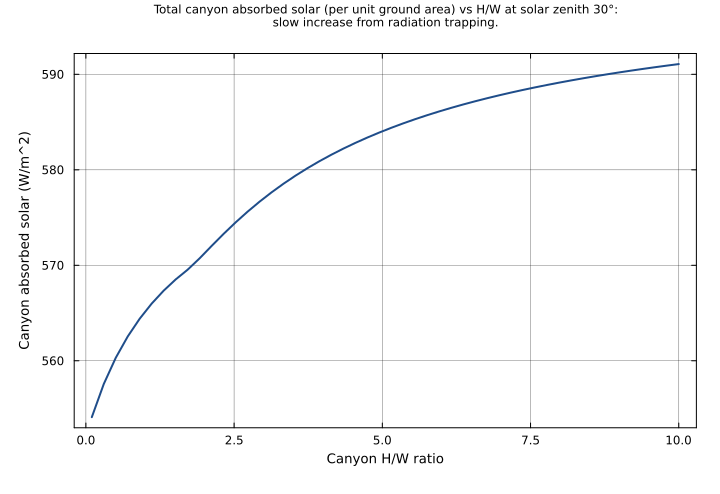 Total canyon absorbed solar (per unit ground area) vs H/W at solar zenith 30°:
slow increase from radiation trapping.
Canyon absorbed solar (W/m^2)
590
580
570
560
0.0
2.5
5.0
7.5
10.0
Canyon H/W ratio